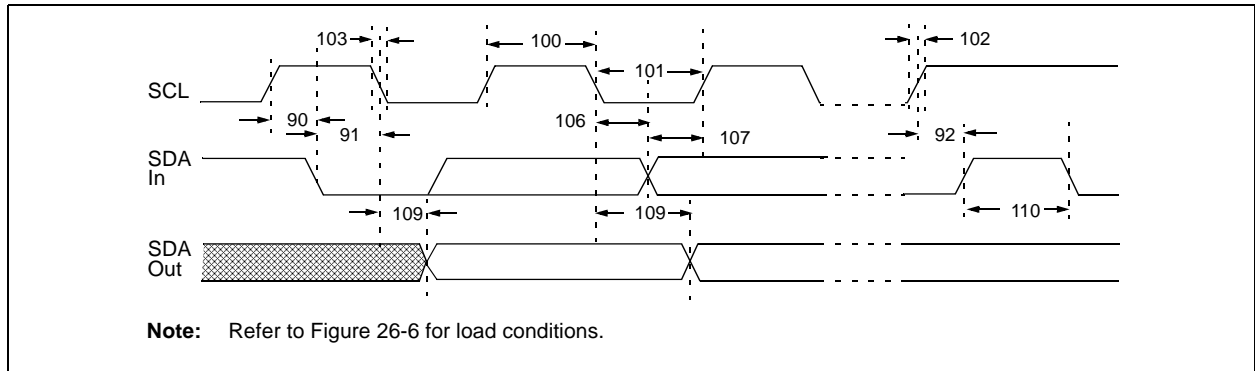 103
100
102
101
SCL
90
91
106
107
92
SDA
In
109
109
110
SDA
Out
Note: Refer to Figure 26-6 for load conditions.